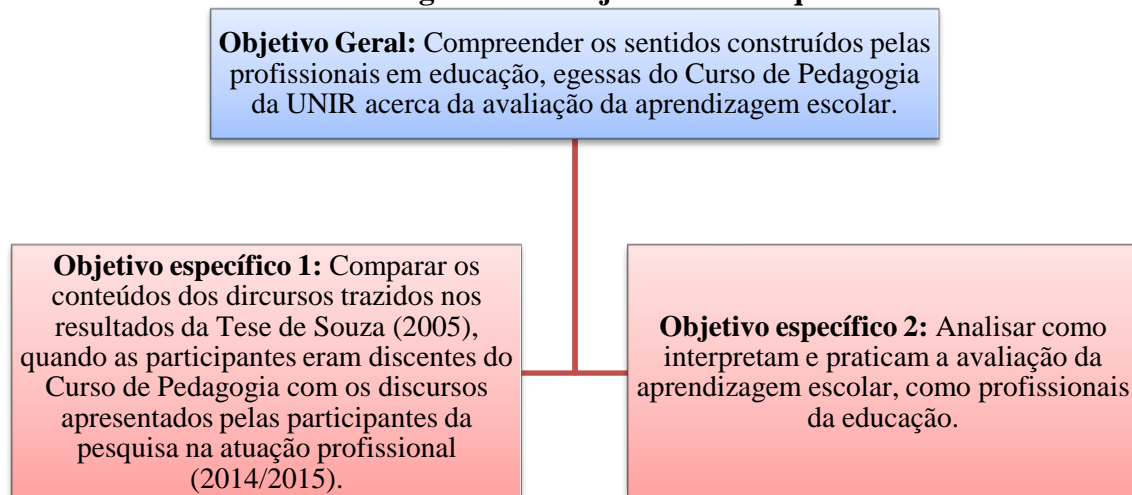 Objetivo Geral: Compreender os sentidos construídos pelas
profissionais em educação, egessas do Curso de Pedagogia
da UNIR acerca da avaliação da aprendizagem escolar.
Objetivo específico 1: Comparar os
conteúdos dos dircursos trazidos nos
resultados da Tese de Souza (2005),
quando as participantes eram discentes do
Curso de Pedagogia com os discursos
apresentados pelas participantes da
pesquisa na atuação profissional
(2014/2015).
Objetivo específico 2: Analisar como
interpretam e praticam a avaliação da
aprendizagem escolar, como profissionais
da educação.